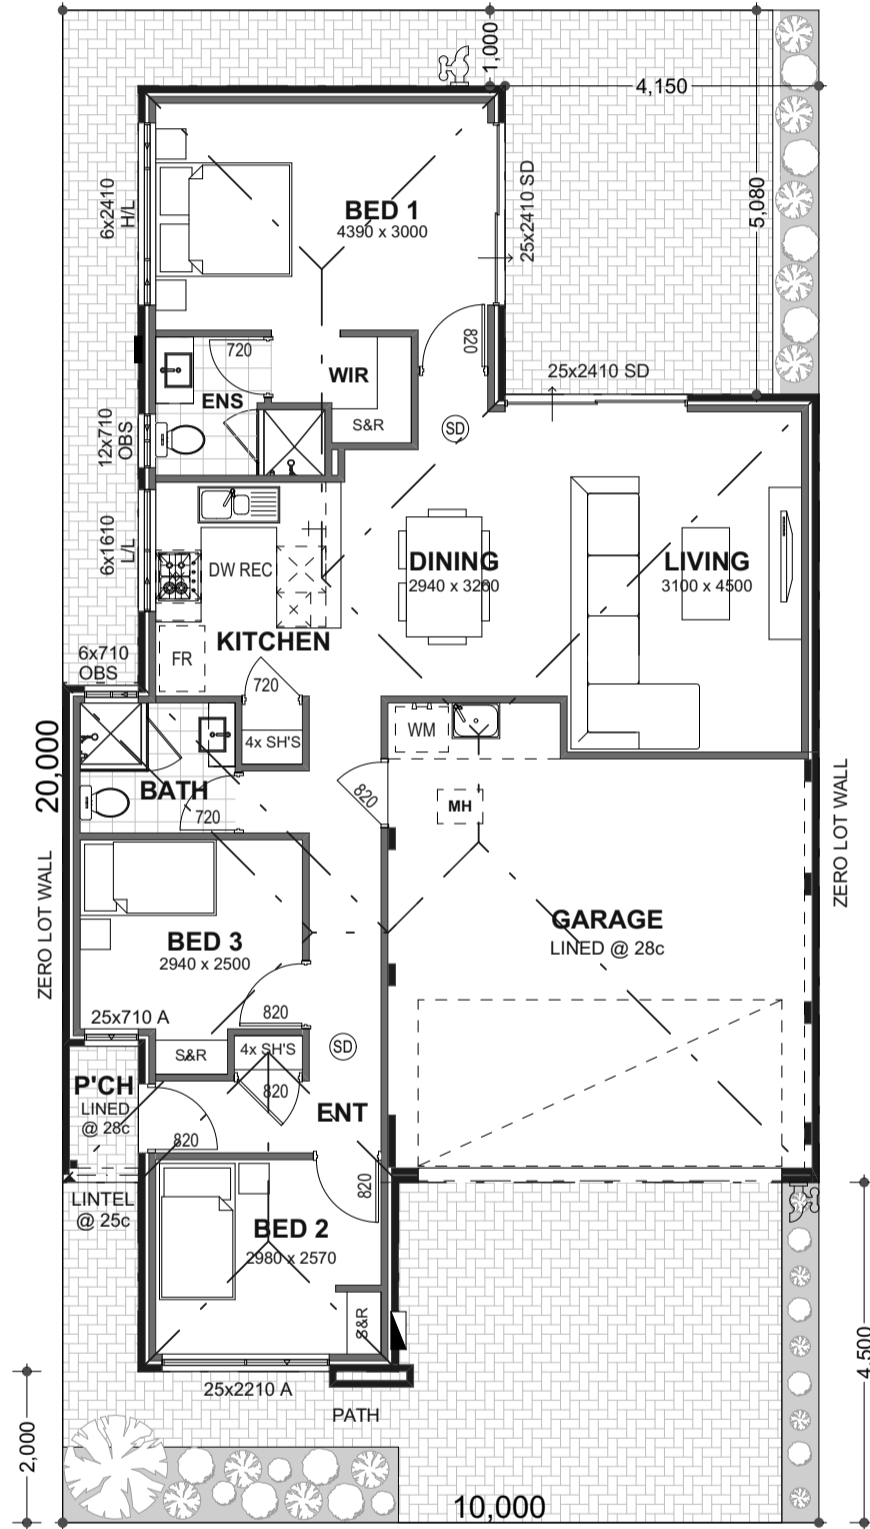 1,000
4,150
5,080
6x2410
H/L
25x2410 SD
BED 1
4390 x 3000
820
720
WIR
25x2410 SD
ENS
S&R
SD
12x710
OBS
6x1610
L/L
DW REC
DINING
2940 x 3260
LIVING
3100 x 4500
KITCHEN
6x710
OBS
FR
720
4x SH'S
WM
20,000
BATH
720
820
MH
ZERO LOT WALL
ZERO LOT WALL
GARAGE
LINED @ 28c
BED 3
2940 x 2500
25x710 A
820
S&R
4x SH'S
SD
P'CH
LINED
@ 28c
820
ENT
820
820
LINTEL
@ 25c
BED 2
2980 x 2570
S&R
25x2210 A
PATH
4,500
2,000
10,000